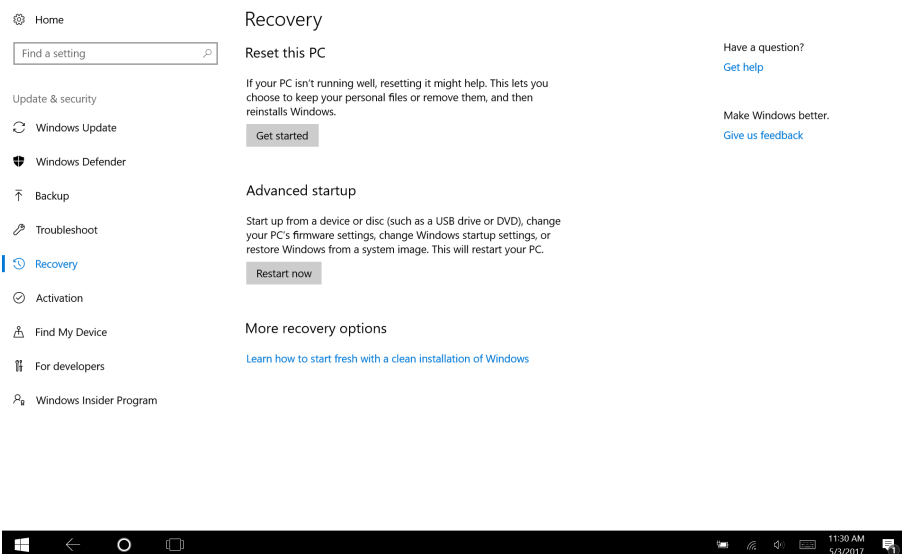 Home
Find a setting
Update & security
Windows Update
Windows Defender
Backup
Troubleshoot
Recovery
Activation
Find My Device
For developers
Windows Insider Program
Recovery
Reset this PC
If your PC isn't running well, resetting it might help. This lets you
choose to keep your personal files or remove them, and then
reinstalls Windows.
Get started
Advanced startup
Start up from a device or disc (such as a USB drive or DVD), change
your PC's firmware settings, change Windows startup settings, or
restore Windows from a system image. This will restart your PC.
Restart now
More recovery options
Learn how to start fresh with a clean installation of Windows
Have a question?
Get help
Make Windows better.
Give us feedback
11:30 AM
5/3/2017
1